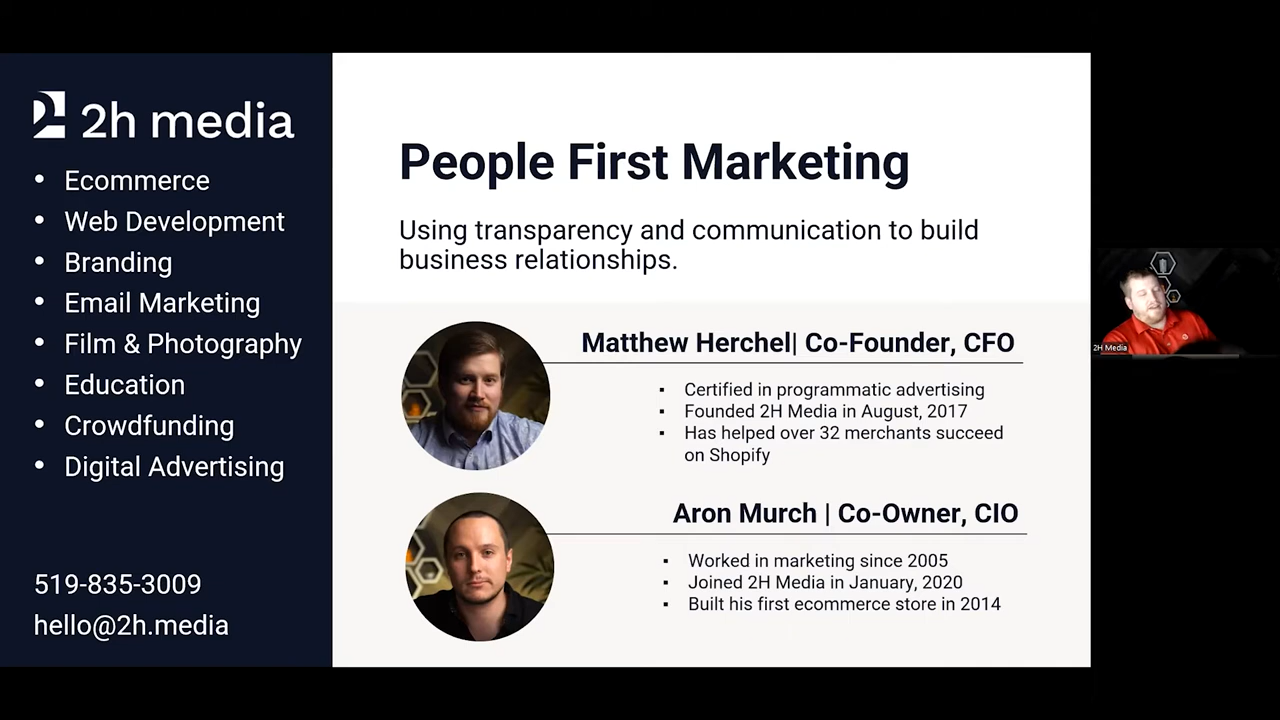 2h media
• Ecommerce
• Web Development
• Branding
• Email Marketing
• Film & Photography
• Education
• Crowdfunding
• Digital Advertising
519-835-3009
hello@2h.media
People First Marketing
Using transparency and communication to build
business relationships.
Matthew Herchel| Co-Founder, CFO
▪ Certified in programmatic advertising
▪ Founded 2H Media in August, 2017
▪ Has helped over 32 merchants succeed
on Shopify
Aron Murch | Co-Owner, CIO
▪ Worked in marketing since 2005
▪ Joined 2H Media in January, 2020
▪ Built his first ecommerce store in 2014
2H Media